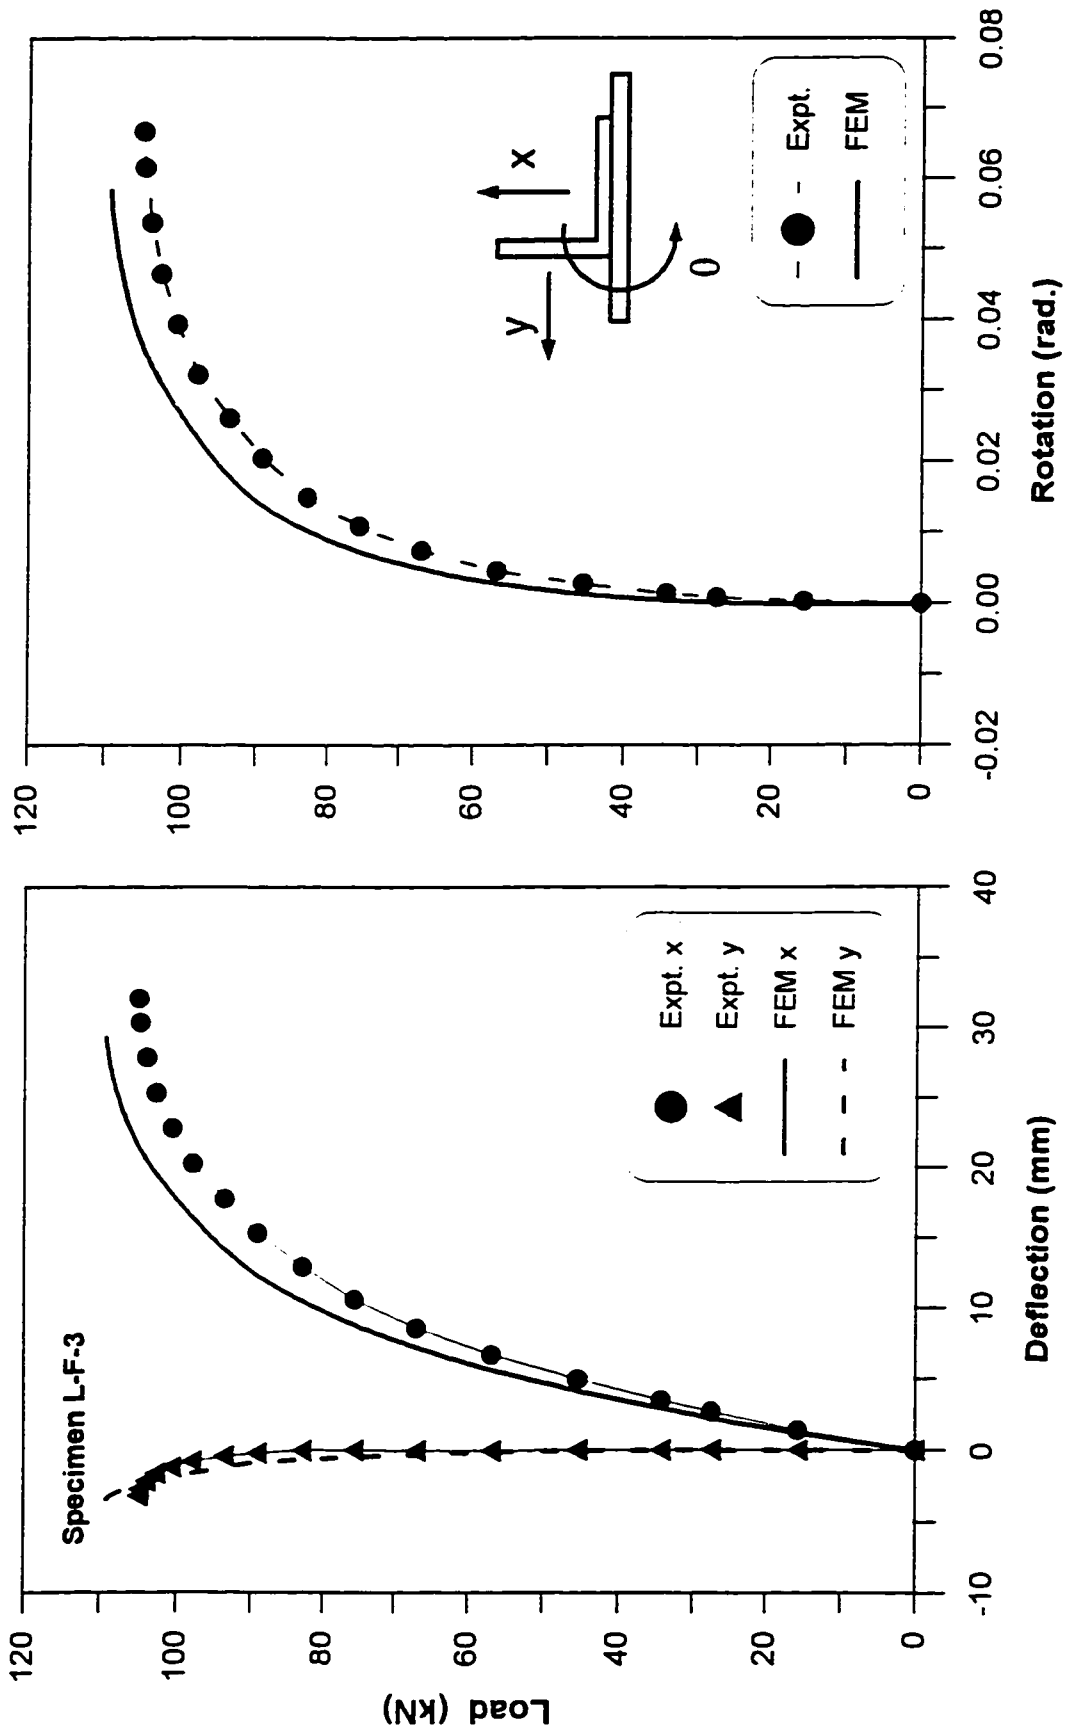 Specimen L-F-3
Load (kN)
120
100
80
60
40
20
0
-10
0
10
20
30
40
Deflection (mm)
Expt. x
Expt. y
FEM x
FEM y
120
100
80
60
40
20
0
-0.02
0.00
0.02
0.04
0.06
0.08
Rotation (rad.)
y
x
θ
Expt.
FEM